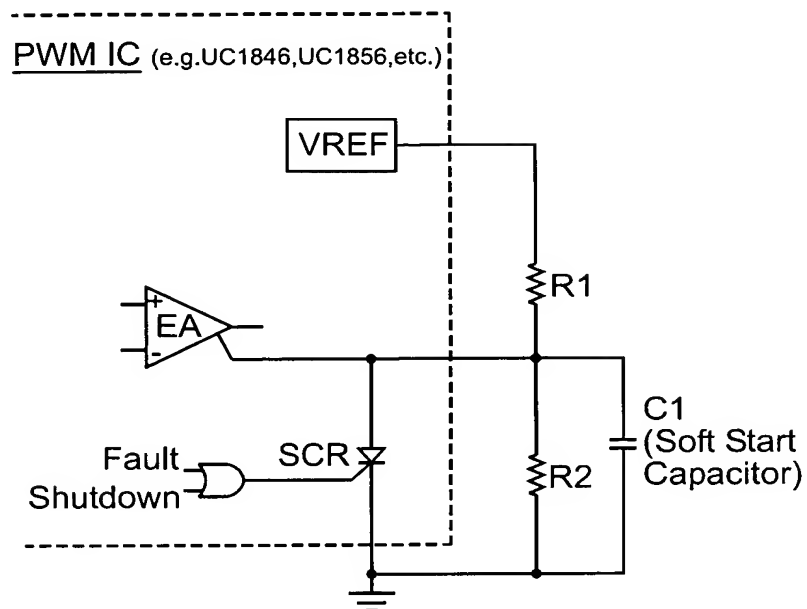 PWM IC (e.g.UC1846,UC1856,etc.)
VREF
R1
+
EA
-
C1
(Soft Start
Capacitor)
SCR
R2
Fault
Shutdown